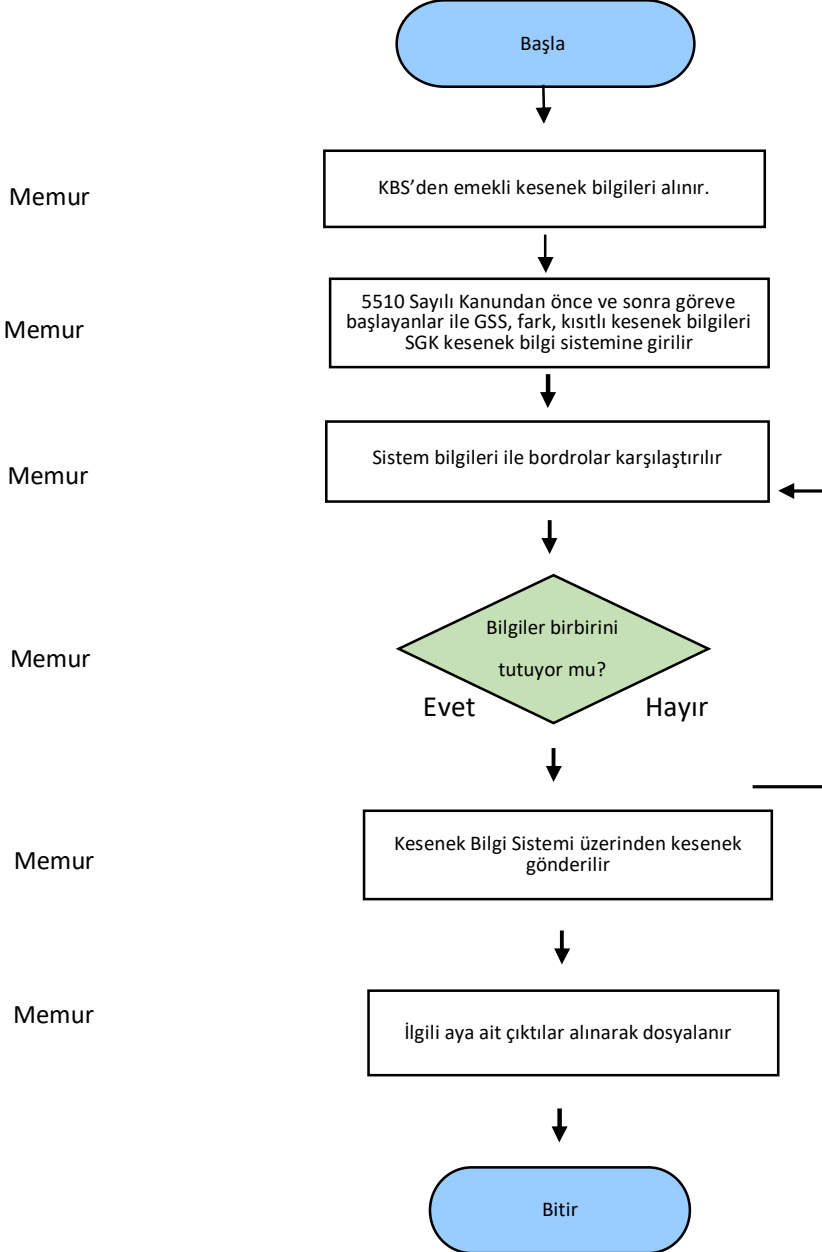 Başla
Memur
KBS’den emekli kesenek bilgileri alınır.
Memur
5510 Sayılı Kanundan önce ve sonra göreve
başlayanlar ile GSS, fark, kısıtlı kesenek bilgileri
SGK kesenek bilgi sistemine girilir
Memur
Sistem bilgileri ile bordrolar karşılaştırılır
Memur
Bilgiler birbirini
tutuyor mu?
Evet
Hayır
Memur
Kesenek Bilgi Sistemi üzerinden kesenek
gönderilir
Memur
İlgili aya ait çıktılar alınarak dosyalanır
Bitir